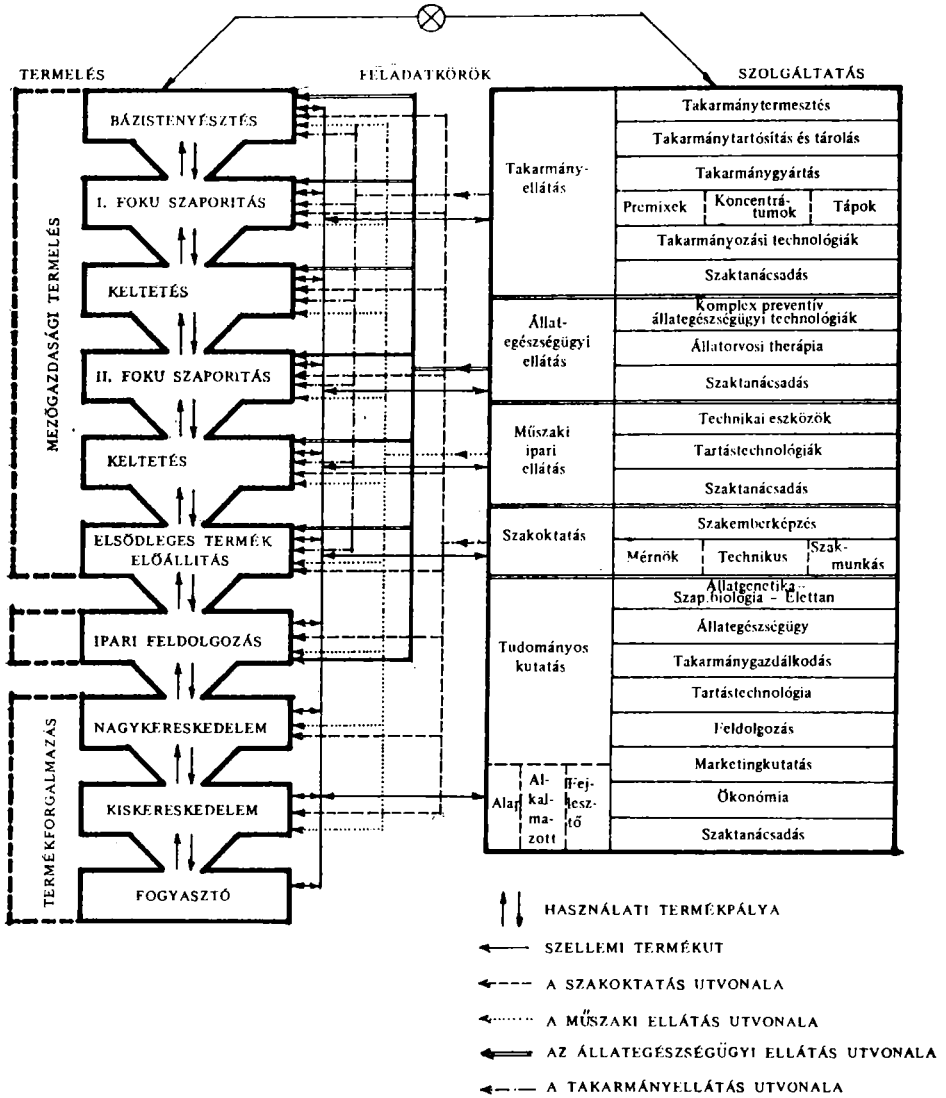 TERMELÉS
FELADATKÖRÖK
SZOLGÁLTATÁS
MEZŐGAZDASÁGI TERMELÉS
TERMÉKFORGALMAZÁS
BÁZISTENYÉSZTÉS
I. FOKU SZAPORITÁS
KELTETÉS
II. FOKU SZAPORITÁS
KELTETÉS
ELSŐDLEGES TERMÉK
ELŐÁLLITÁS
IPARI FELDOLGOZÁS
NAGYKERESKEDELEM
KISKERESKEDELEM
FOGYASZTÓ
Takarmány-
ellátás
Takarmánytermesztés
Takarmánytartósítás és tárolás
Takarmánygyártás
Premixek
Koncentrá-
tumok
Tápok
Takarmányozási technológiák
Szaktanácsadás
Állat-
egészségügyi
ellátás
Komplex preventív
állategészségügyi technológiák
Állatorvosi therápia
Szaktanácsadás
Műszaki
ipari
ellátás
Technikai eszközök
Tartástechnológiák
Szaktanácsadás
Szakoktatás
Szakemberképzés
Mérnök
Technikus
Szak-
munkás
Tudományos
kutatás
Alap
Al-
kal-
ma-
zott
Fej-
lesz-
tő
Állatgenetika -
Szap.biológia - Élettan
Állategészségügy
Takarmánygazdálkodás
Tartástechnológia
Feldolgozás
Marketingkutatás
Ökonómia
Szaktanácsadás
HASZNÁLATI TERMÉKPÁLYA
SZELLEMI TERMÉKUT
A SZAKOKTATÁS UTVONALA
A MŰSZAKI ELLÁTÁS UTVONALA
AZ ÁLLATEGÉSZSÉGÜGYI ELLÁTÁS UTVONALA
A TAKARMÁNYELLÁTÁS UTVONALA